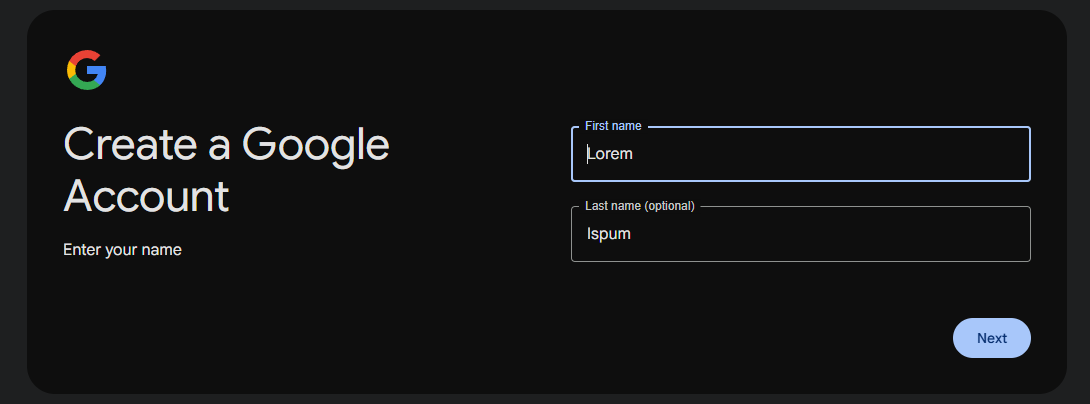 Create a Google
Account
Enter your name
First name
Lorem
Last name (optional)
Ispum
Next